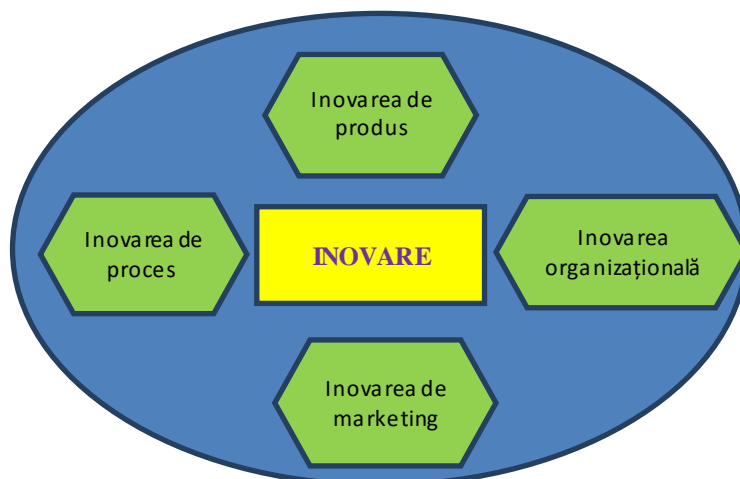 Inovarea de
produs
Inovarea de
proces
INOVARE
Inovarea
organizațională
Inovarea de
marketing